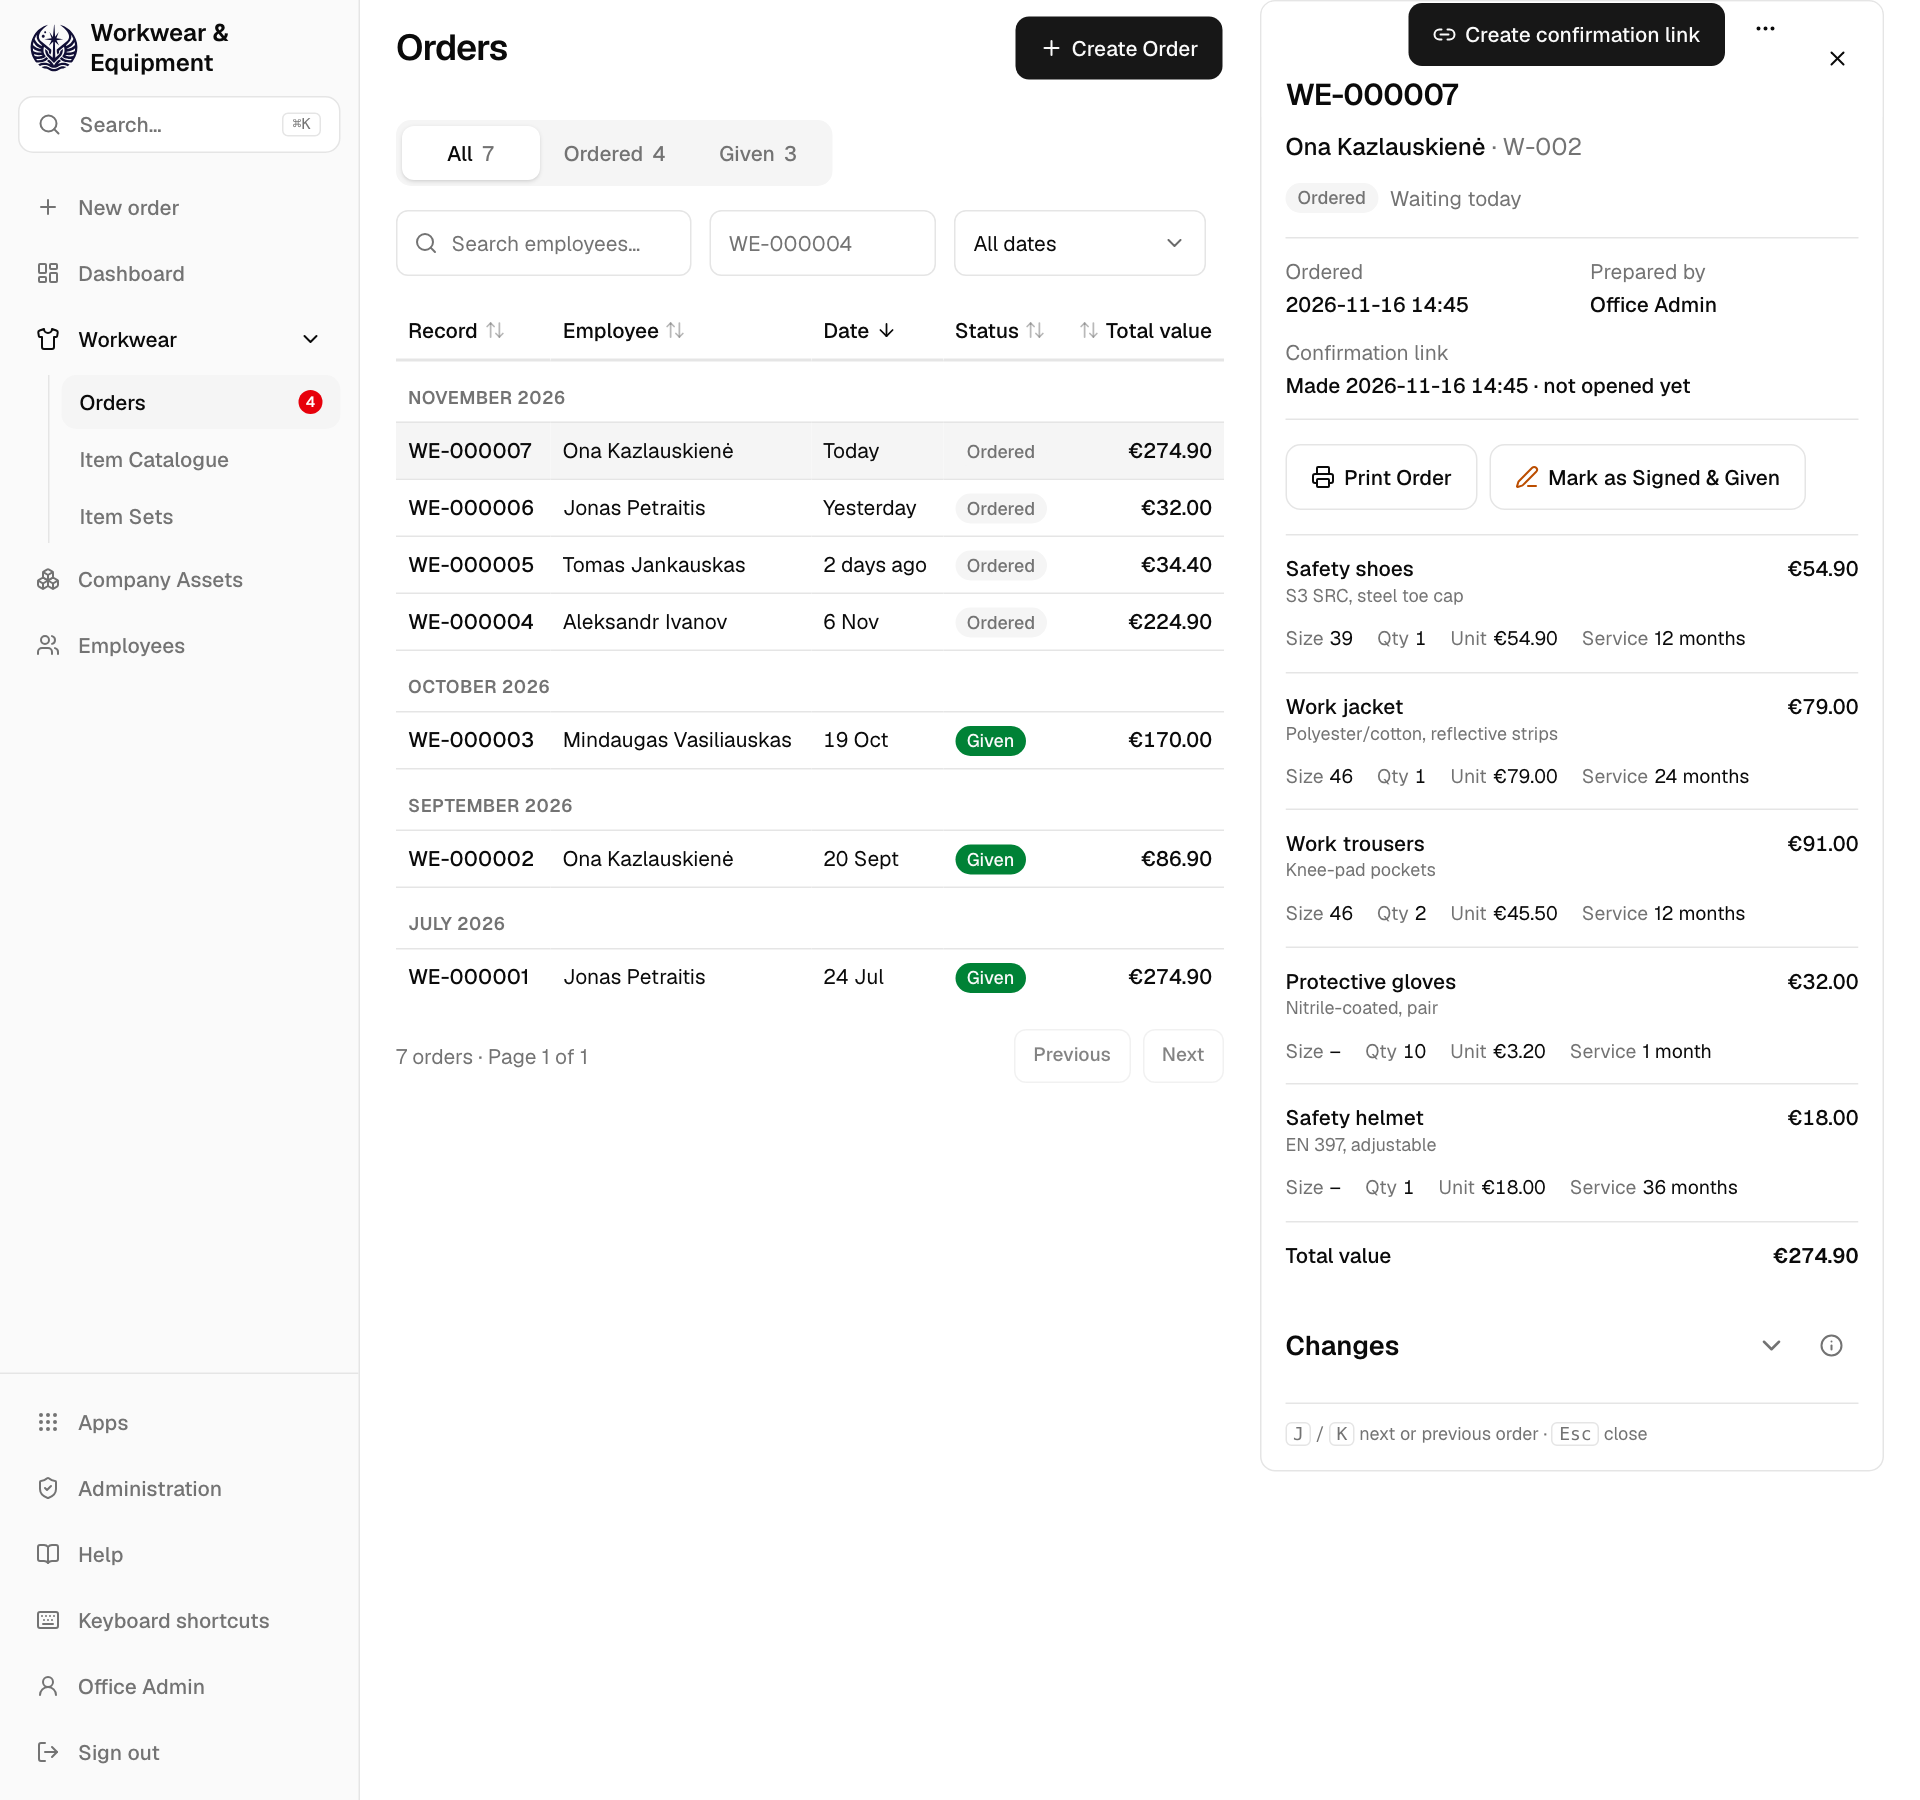 Workwear &
Equipment
Search... ⌘K
New order
Dashboard
Workwear
Orders 4
Item Catalogue
Item Sets
Company Assets
Employees
Apps
Administration
Help
Keyboard shortcuts
Office Admin
Sign out
Orders
Create Order
All 7 Ordered 4 Given 3
Search employees... WE-000004 All dates
Record Employee Date Status Total value
NOVEMBER 2026
WE-000007 Ona Kazlauskienė Today Ordered €274.90
WE-000006 Jonas Petraitis Yesterday Ordered €32.00
WE-000005 Tomas Jankauskas 2 days ago Ordered €34.40
WE-000004 Aleksandr Ivanov 6 Nov Ordered €224.90
OCTOBER 2026
WE-000003 Mindaugas Vasiliauskas 19 Oct Given €170.00
SEPTEMBER 2026
WE-000002 Ona Kazlauskienė 20 Sept Given €86.90
JULY 2026
WE-000001 Jonas Petraitis 24 Jul Given €274.90
7 orders · Page 1 of 1 Previous Next
Create confirmation link
WE-000007
Ona Kazlauskienė · W-002
Ordered Waiting today
Ordered Prepared by
2026-11-16 14:45 Office Admin
Confirmation link
Made 2026-11-16 14:45 · not opened yet
Print Order Mark as Signed & Given
Safety shoes €54.90
S3 SRC, steel toe cap
Size 39 Qty 1 Unit €54.90 Service 12 months
Work jacket €79.00
Polyester/cotton, reflective strips
Size 46 Qty 1 Unit €79.00 Service 24 months
Work trousers €91.00
Knee-pad pockets
Size 46 Qty 2 Unit €45.50 Service 12 months
Protective gloves €32.00
Nitrile-coated, pair
Size – Qty 10 Unit €3.20 Service 1 month
Safety helmet €18.00
EN 397, adjustable
Size – Qty 1 Unit €18.00 Service 36 months
Total value €274.90
Changes
J / K next or previous order · Esc close